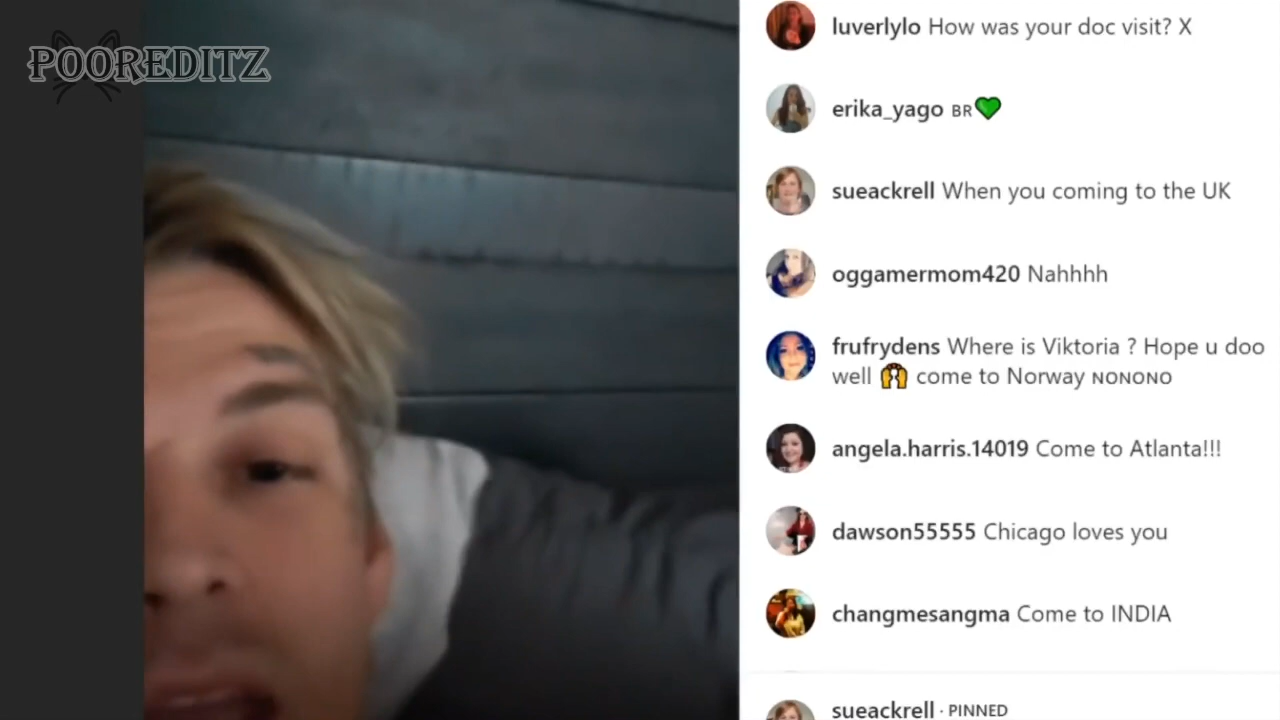 POOREDITZ
luverlylo How was your doc visit? X
erika_yago BR💚
sueackrell When you coming to the UK
oggamermom420 Nahhhh
frufrydens Where is Viktoria ? Hope u doo
well 🙌 come to Norway NONONO
angela.harris.14019 Come to Atlanta!!!
dawson55555 Chicago loves you
changmesangma Come to INDIA
sueackrell · PINNED